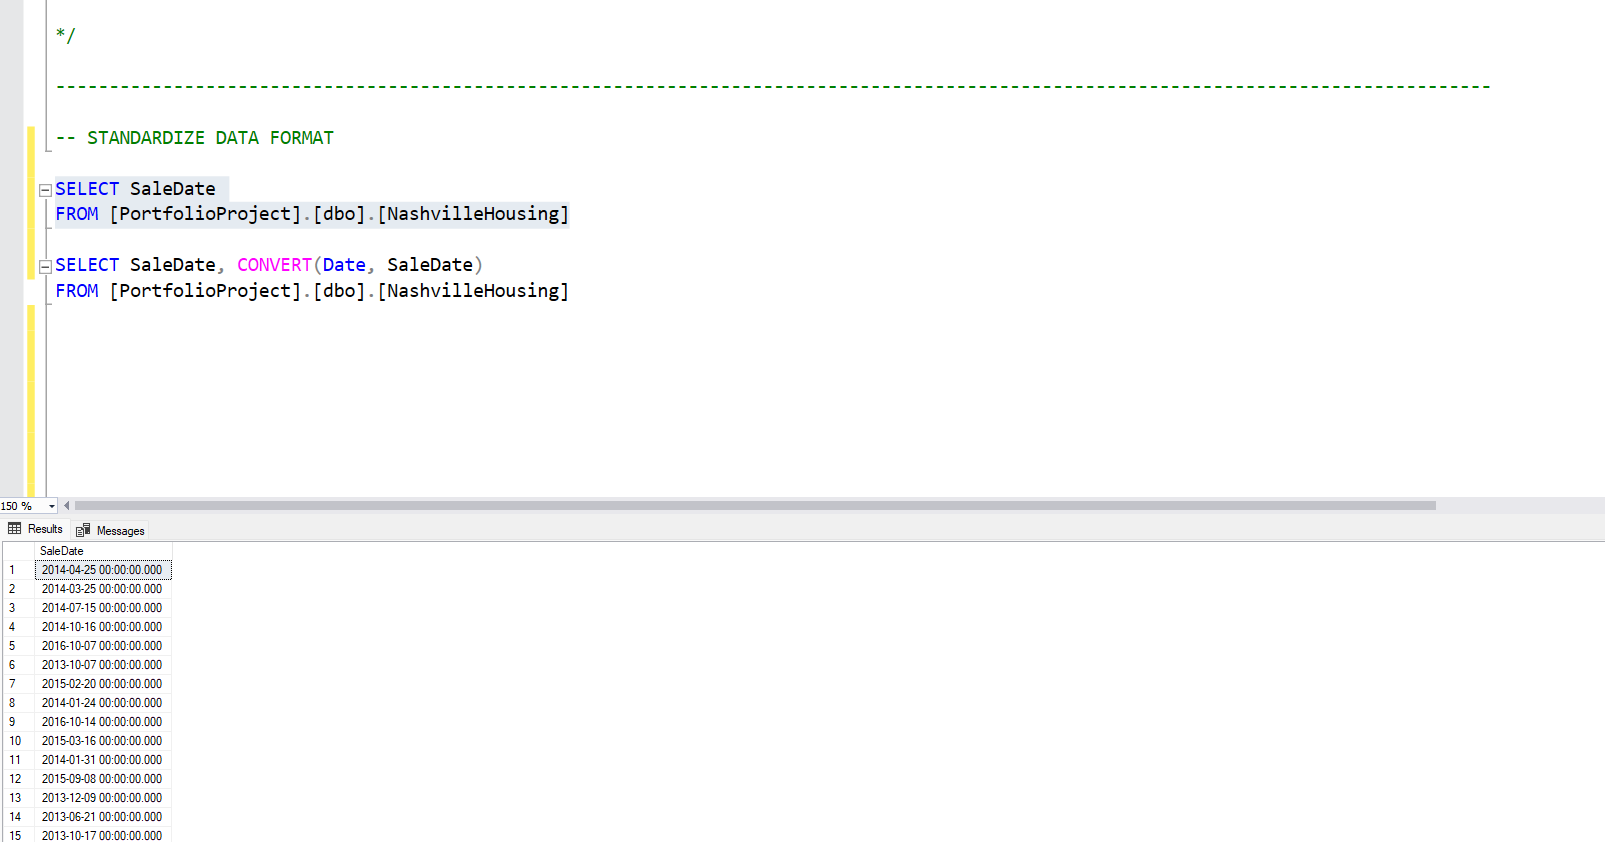 */
--------------------------------------------------------------------------------------------------------------------------------------
-- STANDARDIZE DATA FORMAT
SELECT SaleDate
FROM [PortfolioProject].[dbo].[NashvilleHousing]
SELECT SaleDate, CONVERT(Date, SaleDate)
FROM [PortfolioProject].[dbo].[NashvilleHousing]
150 %
Results Messages
SaleDate
1 2014-04-25 00:00:00.000
2 2014-03-25 00:00:00.000
3 2014-07-15 00:00:00.000
4 2014-10-16 00:00:00.000
5 2016-10-07 00:00:00.000
6 2013-10-07 00:00:00.000
7 2015-02-20 00:00:00.000
8 2014-01-24 00:00:00.000
9 2016-10-14 00:00:00.000
10 2015-03-16 00:00:00.000
11 2014-01-31 00:00:00.000
12 2015-09-08 00:00:00.000
13 2013-12-09 00:00:00.000
14 2013-06-21 00:00:00.000
15 2013-10-17 00:00:00.000